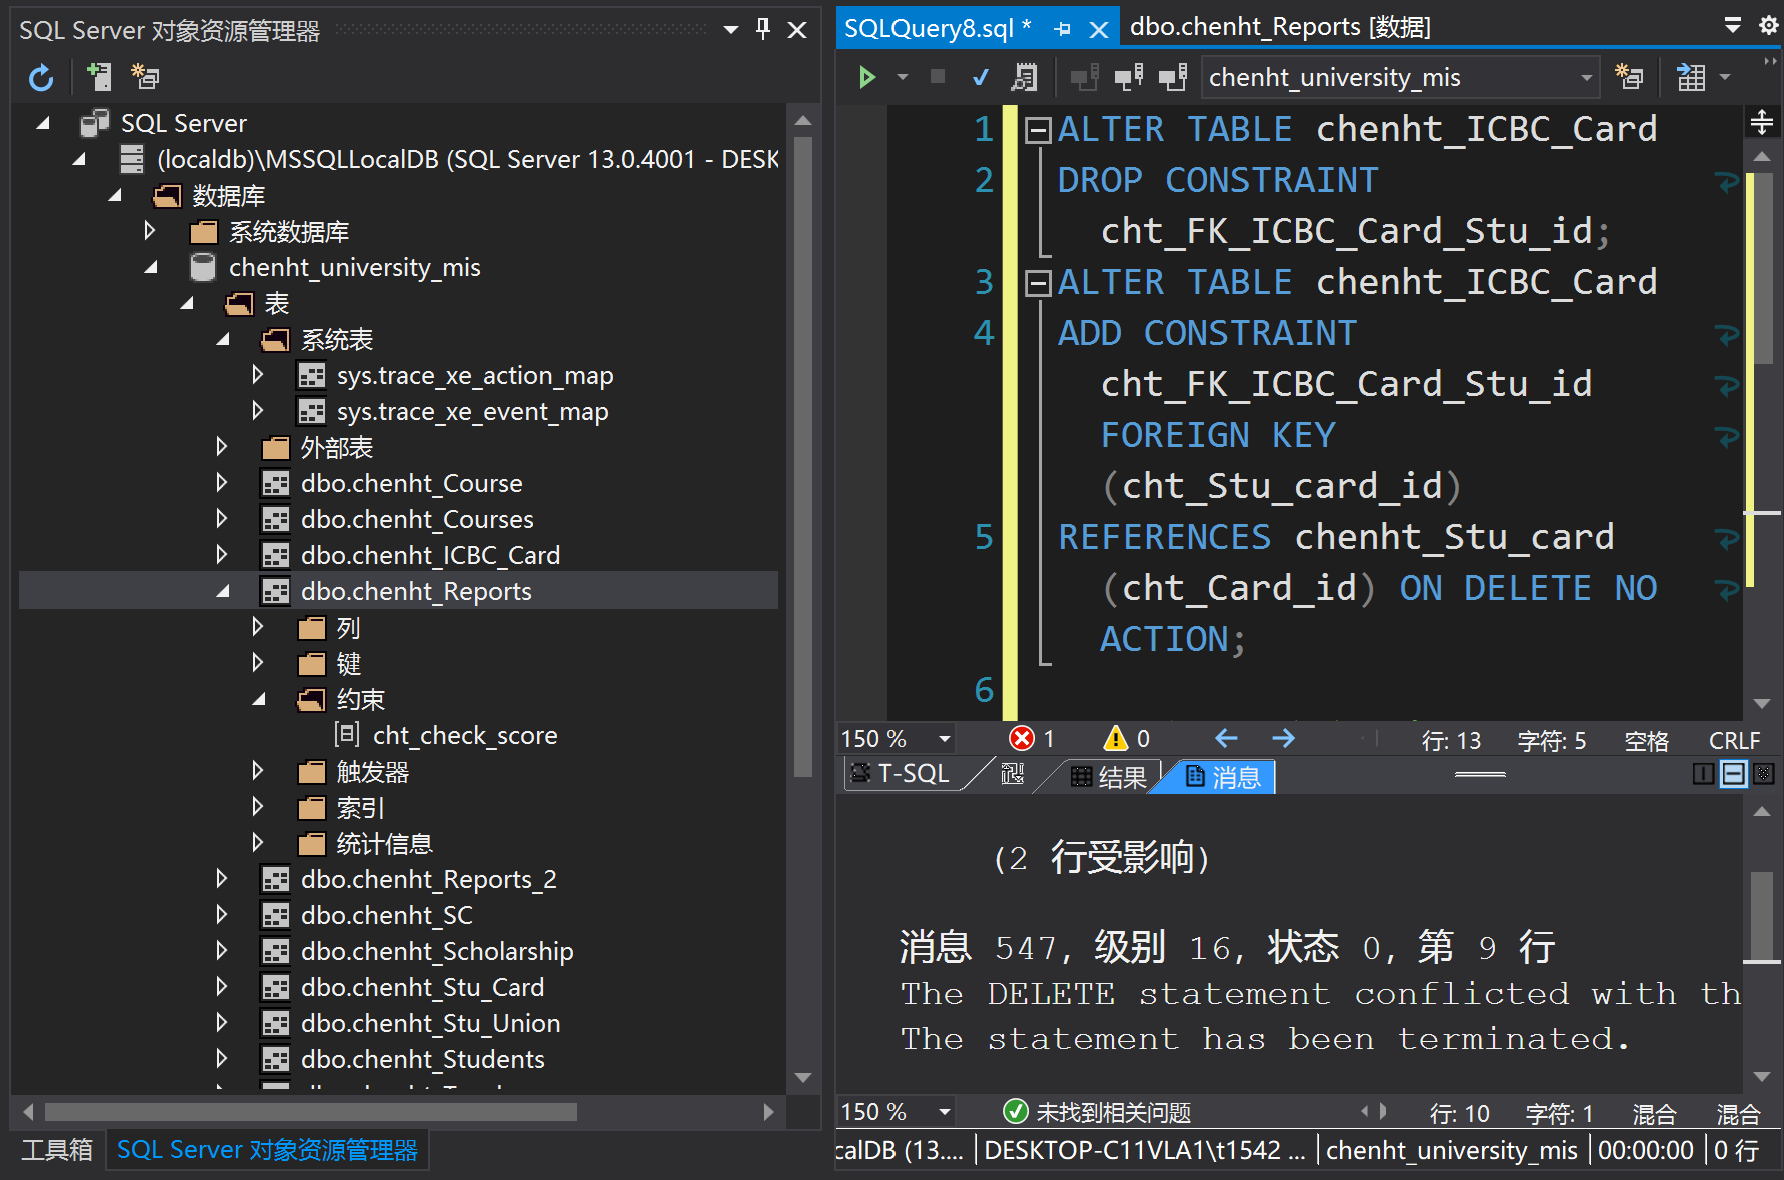 SQL Server 对象资源管理器
SQL Server
(localdb)\MSSQLLocalDB (SQL Server 13.0.4001 - DESK
数据库
系统数据库
chenht_university_mis
表
系统表
sys.trace_xe_action_map
sys.trace_xe_event_map
外部表
dbo.chenht_Course
dbo.chenht_Courses
dbo.chenht_ICBC_Card
dbo.chenht_Reports
列
键
约束
cht_check_score
触发器
索引
统计信息
dbo.chenht_Reports_2
dbo.chenht_SC
dbo.chenht_Scholarship
dbo.chenht_Stu_Card
dbo.chenht_Stu_Union
dbo.chenht_Students
工具箱
SQL Server 对象资源管理器
SQLQuery8.sql *
dbo.chenht_Reports [数据]
chenht_university_mis
1 ALTER TABLE chenht_ICBC_Card
2 DROP CONSTRAINT
cht_FK_ICBC_Card_Stu_id;
3 ALTER TABLE chenht_ICBC_Card
4 ADD CONSTRAINT
cht_FK_ICBC_Card_Stu_id
FOREIGN KEY
(cht_Stu_card_id)
5 REFERENCES chenht_Stu_card
(cht_Card_id) ON DELETE NO
ACTION;
6
150 % 1 0 行: 13 字符: 5 空格 CRLF
T-SQL 结果 消息
(2 行受影响)
消息 547, 级别 16, 状态 0, 第 9 行
The DELETE statement conflicted with th
The statement has been terminated.
150 % 未找到相关问题 行: 10 字符: 1 混合 混合
calDB (13.... DESKTOP-C11VLA1\t1542 ... chenht_university_mis 00:00:00 0 行